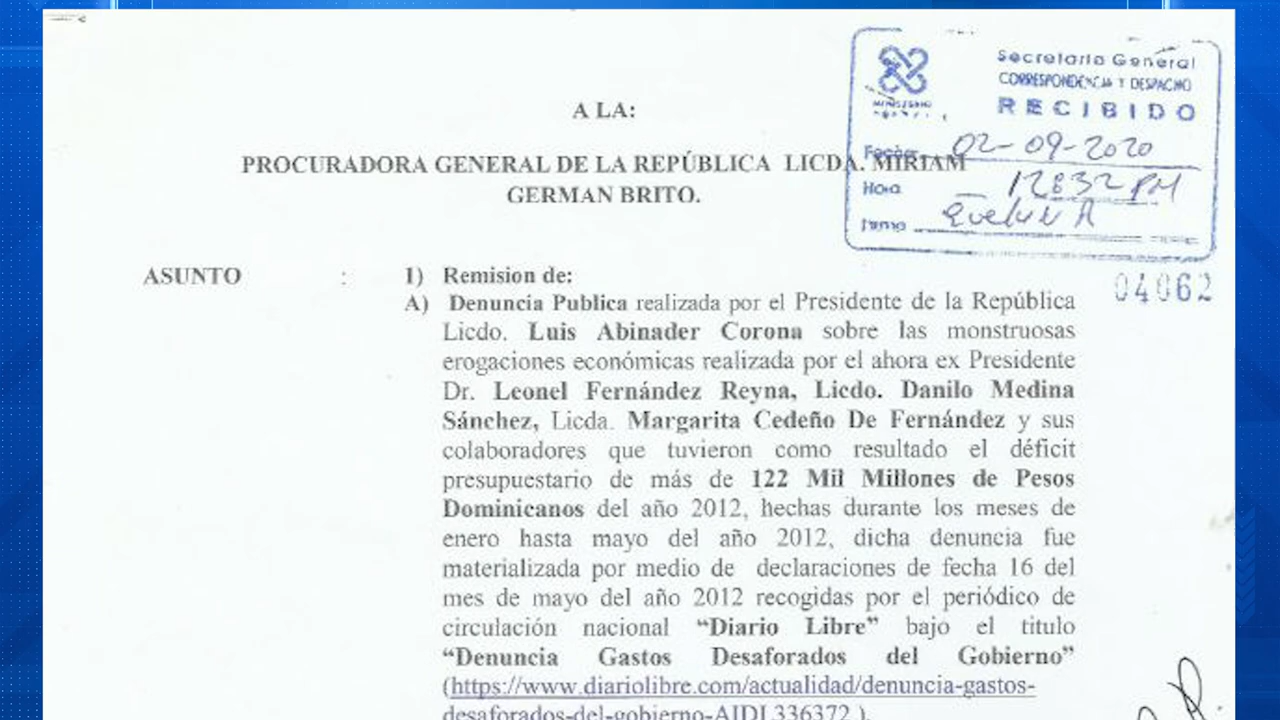 A LA:
PROCURADORA GENERAL DE LA REPÚBLICA LICDA. MIRIAM
GERMAN BRITO.
Secretaria General
CORRESPONDENCIA Y DESPACHO
RECIBIDO
MINISTERIO
Fecha 02-09-2020
Hora 12:32 PM
Evelyn A
04062
ASUNTO : 1) Remision de:
A) Denuncia Publica realizada por el Presidente de la República
Licdo. Luis Abinader Corona sobre las monstruosas
erogaciones económicas realizada por el ahora ex Presidente
Dr. Leonel Fernández Reyna, Licdo. Danilo Medina
Sánchez, Licda. Margarita Cedeño De Fernández y sus
colaboradores que tuvieron como resultado el déficit
presupuestario de más de 122 Mil Millones de Pesos
Dominicanos del año 2012, hechas durante los meses de
enero hasta mayo del año 2012, dicha denuncia fue
materializada por medio de declaraciones de fecha 16 del
mes de mayo del año 2012 recogidas por el periódico de
circulación nacional “Diario Libre” bajo el titulo
“Denuncia Gastos Desaforados del Gobierno”
(https://www.diariolibre.com/actualidad/denuncia-gastos-
desaforados-del-gobierno-AIDL336372 ).